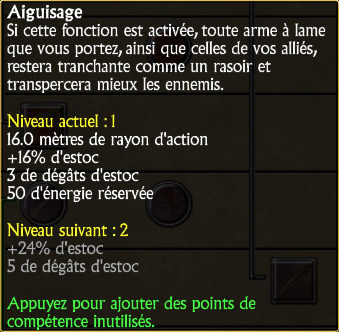 Aiguisage
Si cette fonction est activée, toute arme à lame
que vous portez, ainsi que celles de vos alliés,
restera tranchante comme un rasoir et
transpercera mieux les ennemis.
Niveau actuel : 1
16.0 mètres de rayon d'action
+16% d'estoc
3 de dégâts d'estoc
50 d'énergie réservée
Niveau suivant : 2
+24% d'estoc
5 de dégâts d'estoc
Appuyez pour ajouter des points de
compétence inutilisés.